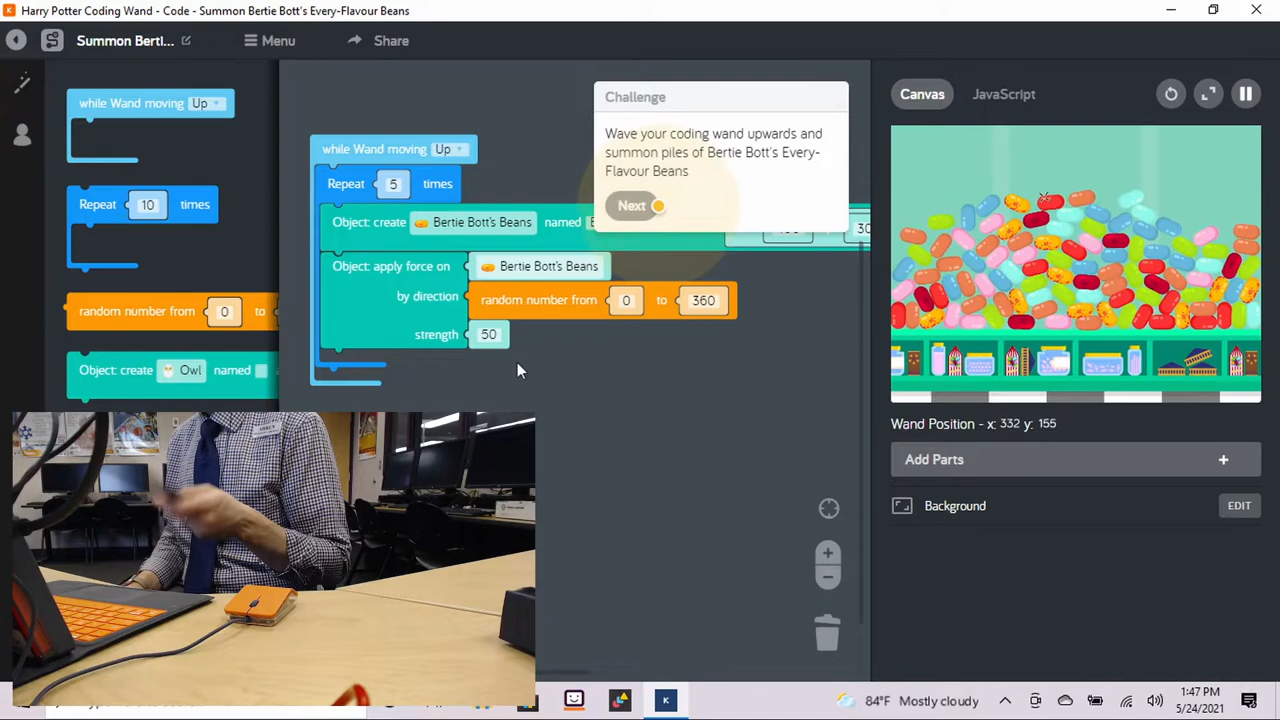 Harry Potter Coding Wand - Code - Summon Bertie Bott's Every-Flavour Beans
Summon Berti...
Menu
Share
while Wand moving Up
Repeat 10 times
random number from 0 to
Object: create Owl named
while Wand moving Up
Repeat 5 times
Object: create Bertie Bott's Beans named
Object: apply force on Bertie Bott's Beans
by direction random number from 0 to 360
strength 50
Challenge
Wave your coding wand upwards and
summon piles of Bertie Bott's Every-
Flavour Beans
Next
Canvas
JavaScript
Wand Position - x: 332 y: 155
Add Parts +
Background
EDIT
K
84°F Mostly cloudy
1:47 PM
5/24/2021